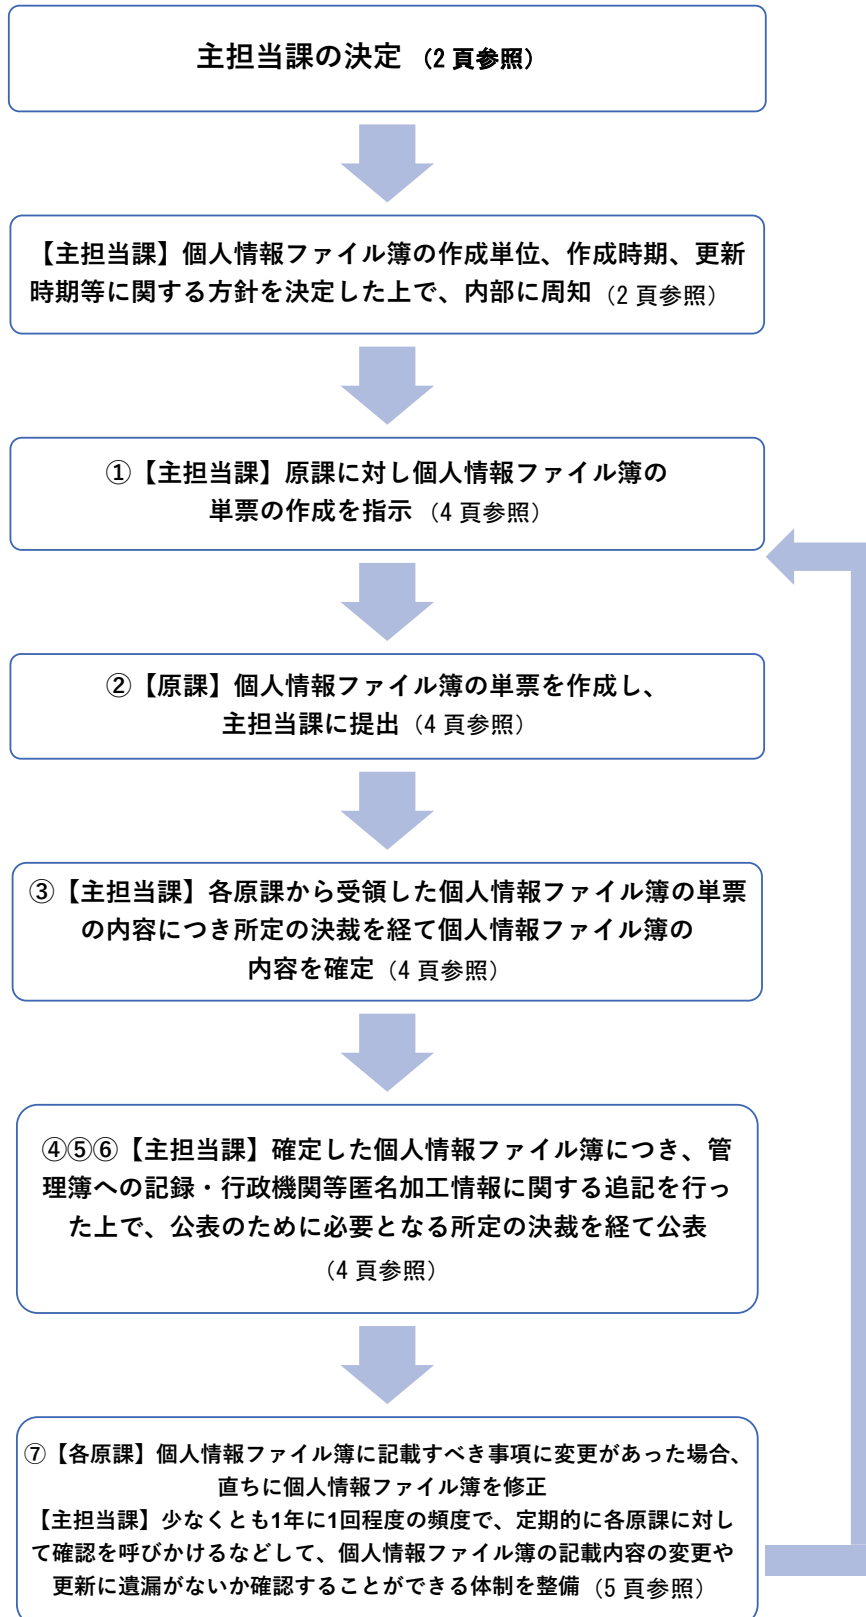 主担当課の決定（2 頁参照）
【主担当課】個人情報ファイル簿の作成単位、作成時期、更新
時期等に関する方針を決定した上で、内部に周知（2 頁参照）
①【主担当課】原課に対し個人情報ファイル簿の
単票の作成を指示（4 頁参照）
②【原課】個人情報ファイル簿の単票を作成し、
主担当課に提出（4 頁参照）
③【主担当課】各原課から受領した個人情報ファイル簿の単票
の内容につき所定の決裁を経て個人情報ファイル簿の
内容を確定（4 頁参照）
④⑤⑥【主担当課】確定した個人情報ファイル簿につき、管
理簿への記録・行政機関等匿名加工情報に関する追記を行っ
た上で、公表のために必要となる所定の決裁を経て公表
（4 頁参照）
⑦【各原課】個人情報ファイル簿に記載すべき事項に変更があった場合、
直ちに個人情報ファイル簿を修正
【主担当課】少なくとも1年に1回程度の頻度で、定期的に各原課に対し
て確認を呼びかけるなどして、個人情報ファイル簿の記載内容の変更や
更新に遺漏がないか確認することができる体制を整備（5 頁参照）